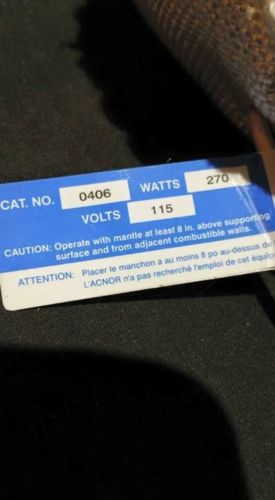 CAT. NO. 0406 WATTS 270
VOLTS 115
CAUTION: Operate with mantle at least 8 in. above supporting
surface and from adjacent combustible walls.
ATTENTION: Placer le manchon a au moins 8 po au-dessus
L'ACNOR n'a pas recherché l'emploi de cet